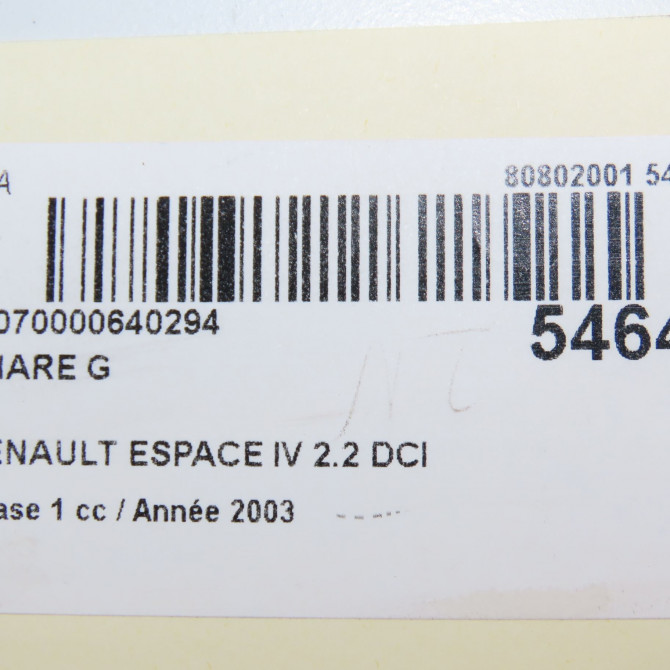 A 80802001 54
070000640294 5464
HARE G
ENAULT ESPACE IV 2.2 DCI
ase 1 cc / Année 2003